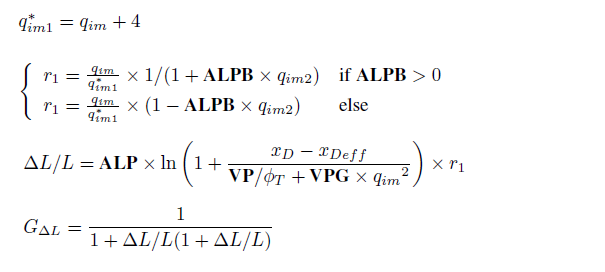 q*_{im1} = q_{im} + 4
r_1 = \frac{q_{im}}{q*_{im1}} × 1/(1 + ALPB × q_{im2}) if ALPB > 0
r_1 = \frac{q_{im}}{q*_{im1}} × (1 − ALPB × q_{im2}) else
ΔL/L = ALP × ln(1 + \frac{x_D − x_{Deff}}{VP/ϕ_T + VPG × q_{im}^2}) × r_1
G_{ΔL} = \frac{1}{1 + ΔL/L(1 + ΔL/L)}